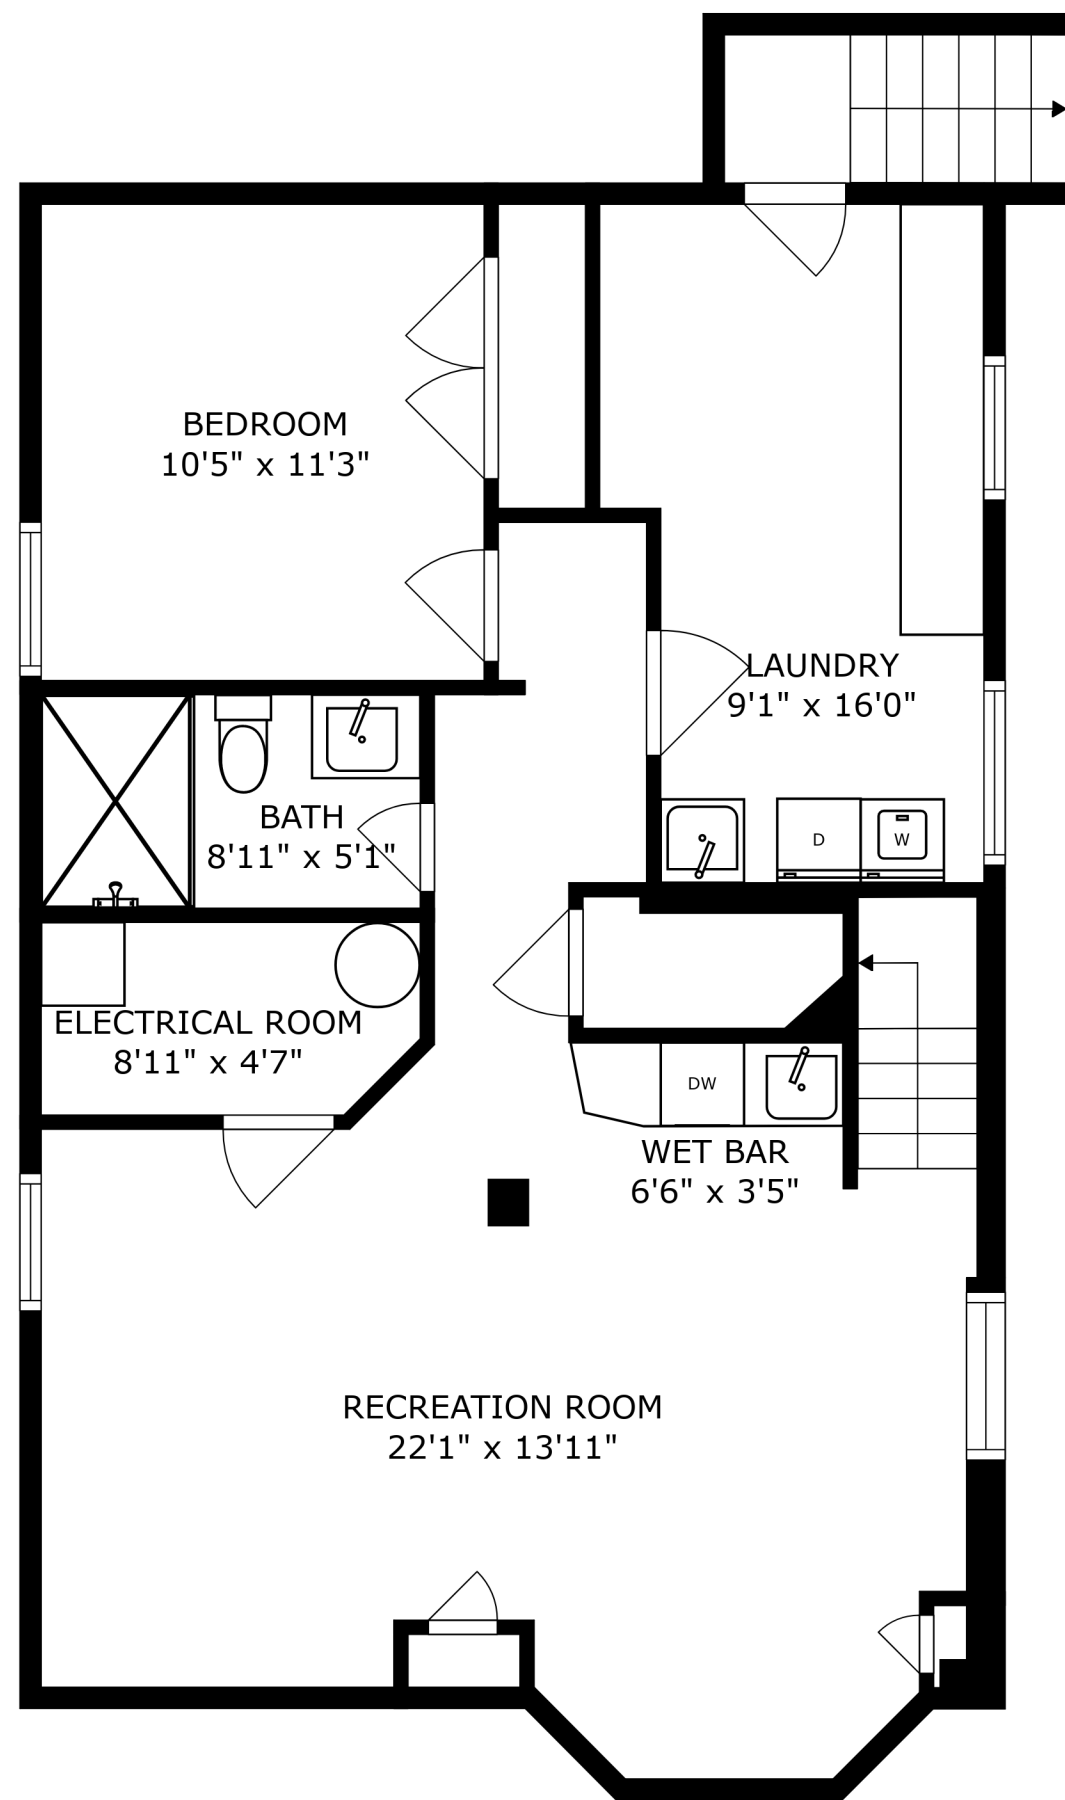 BEDROOM
10'5" x 11'3"
LAUNDRY
9'1" x 16'0"
BATH
8'11" x 5'1"
D
W
ELECTRICAL ROOM
8'11" x 4'7"
DW
WET BAR
6'6" x 3'5"
RECREATION ROOM
22'1" x 13'11"